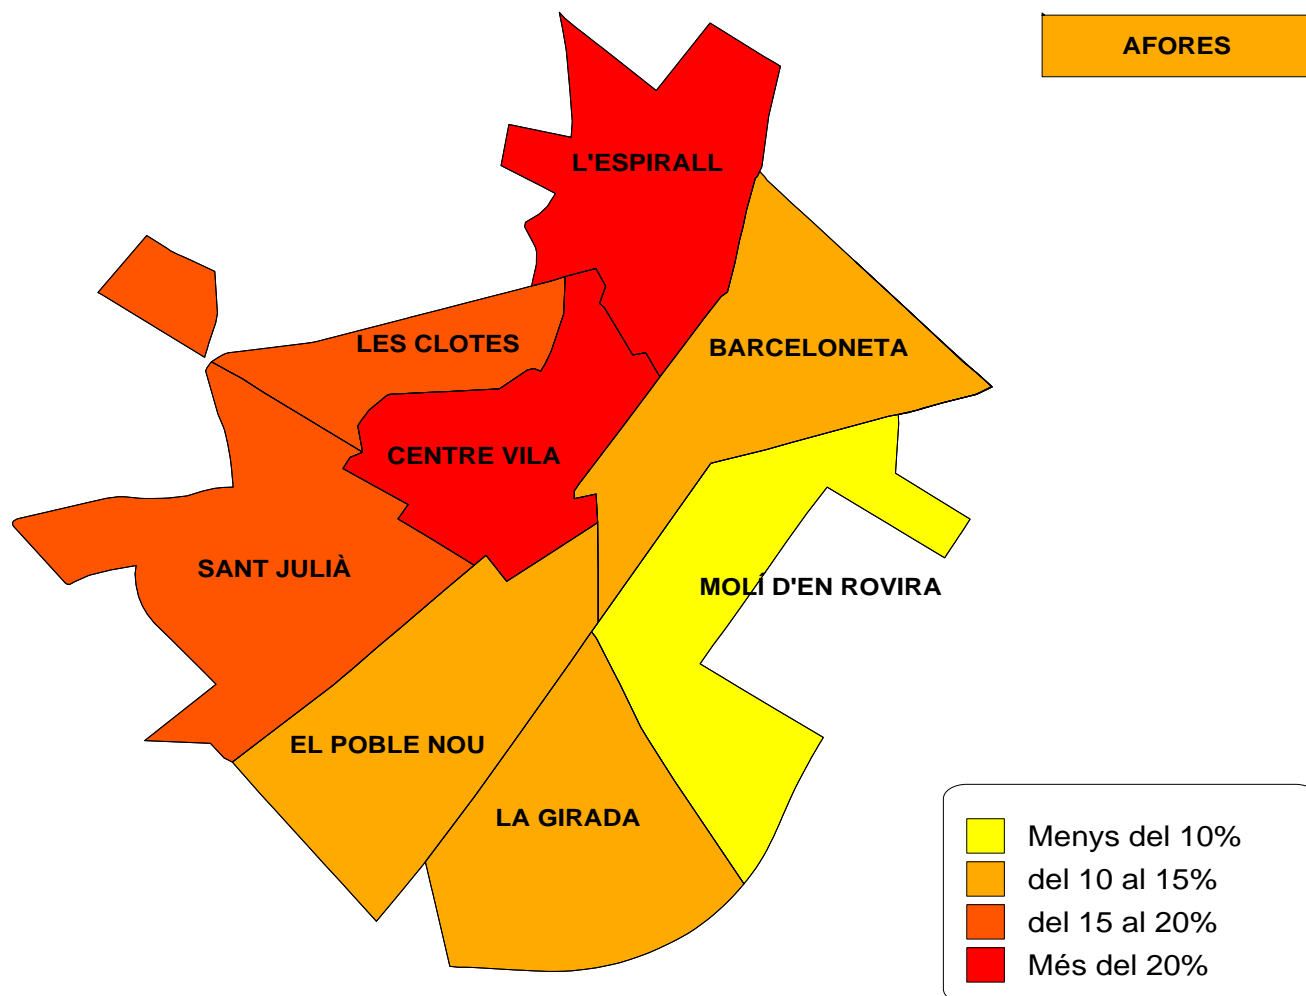 AFORES
L'ESPIRALL
LES CLOTES
BARCELONETA
CENTRE VILA
SANT JULIÀ
MOLÍ D'EN ROVIRA
EL POBLE NOU
LA GIRADA
Menys del 10%
del 10 al 15%
del 15 al 20%
Més del 20%